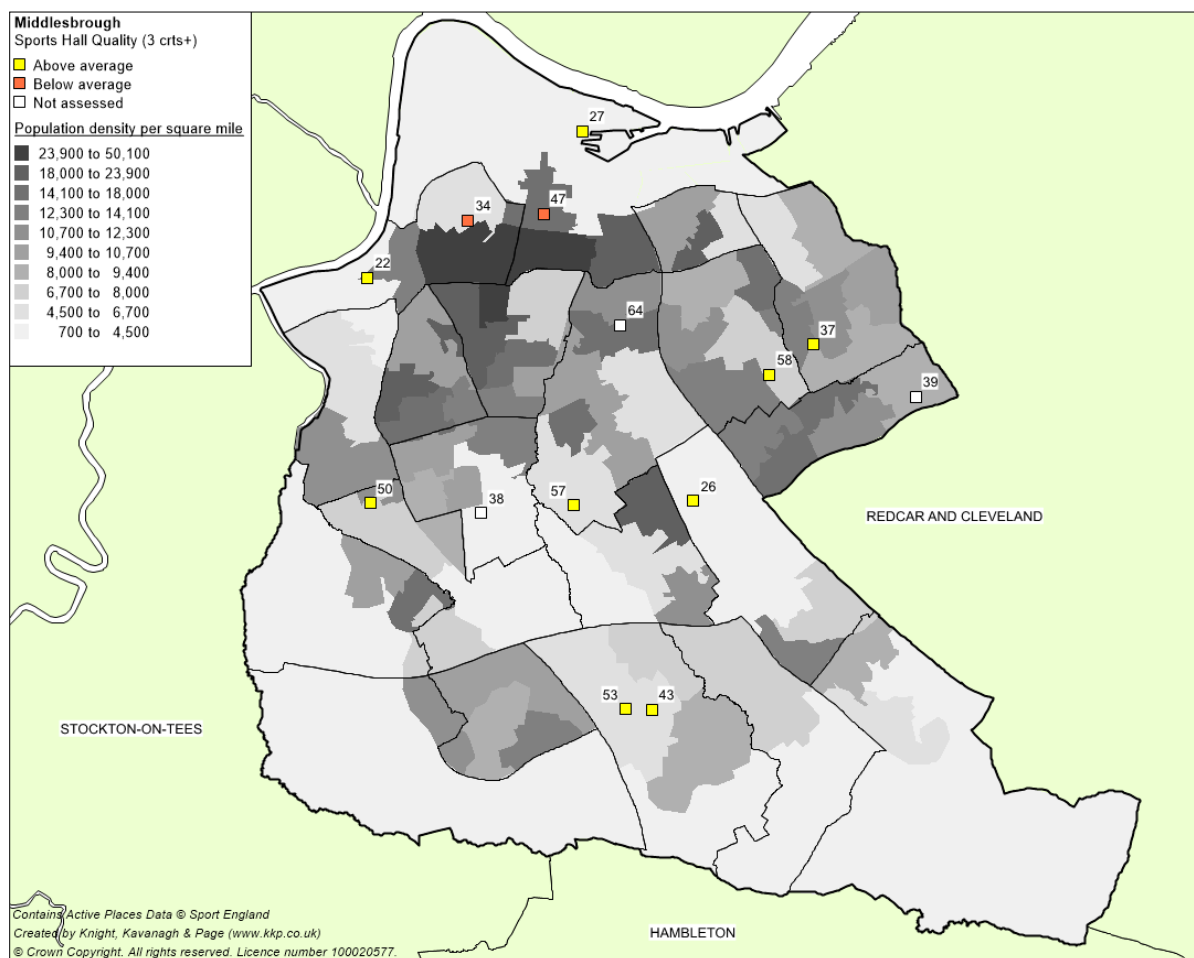 Middlesbrough
Sports Hall Quality (3 crts+)
Above average
Below average
Not assessed
Population density per square mile
23,900 to 50,100
18,000 to 23,900
14,100 to 18,000
12,300 to 14,100
10,700 to 12,300
9,400 to 10,700
8,000 to 9,400
6,700 to 8,000
4,500 to 6,700
700 to 4,500
27
34
47
22
64
37
58
39
50
38
57
26
REDCAR AND CLEVELAND
53
43
STOCKTON-ON-TEES
HAMBLETON
Contains Active Places Data © Sport England
Created by Knight, Kavanagh & Page (www.kkp.co.uk)
© Crown Copyright. All rights reserved. Licence number 100020577.